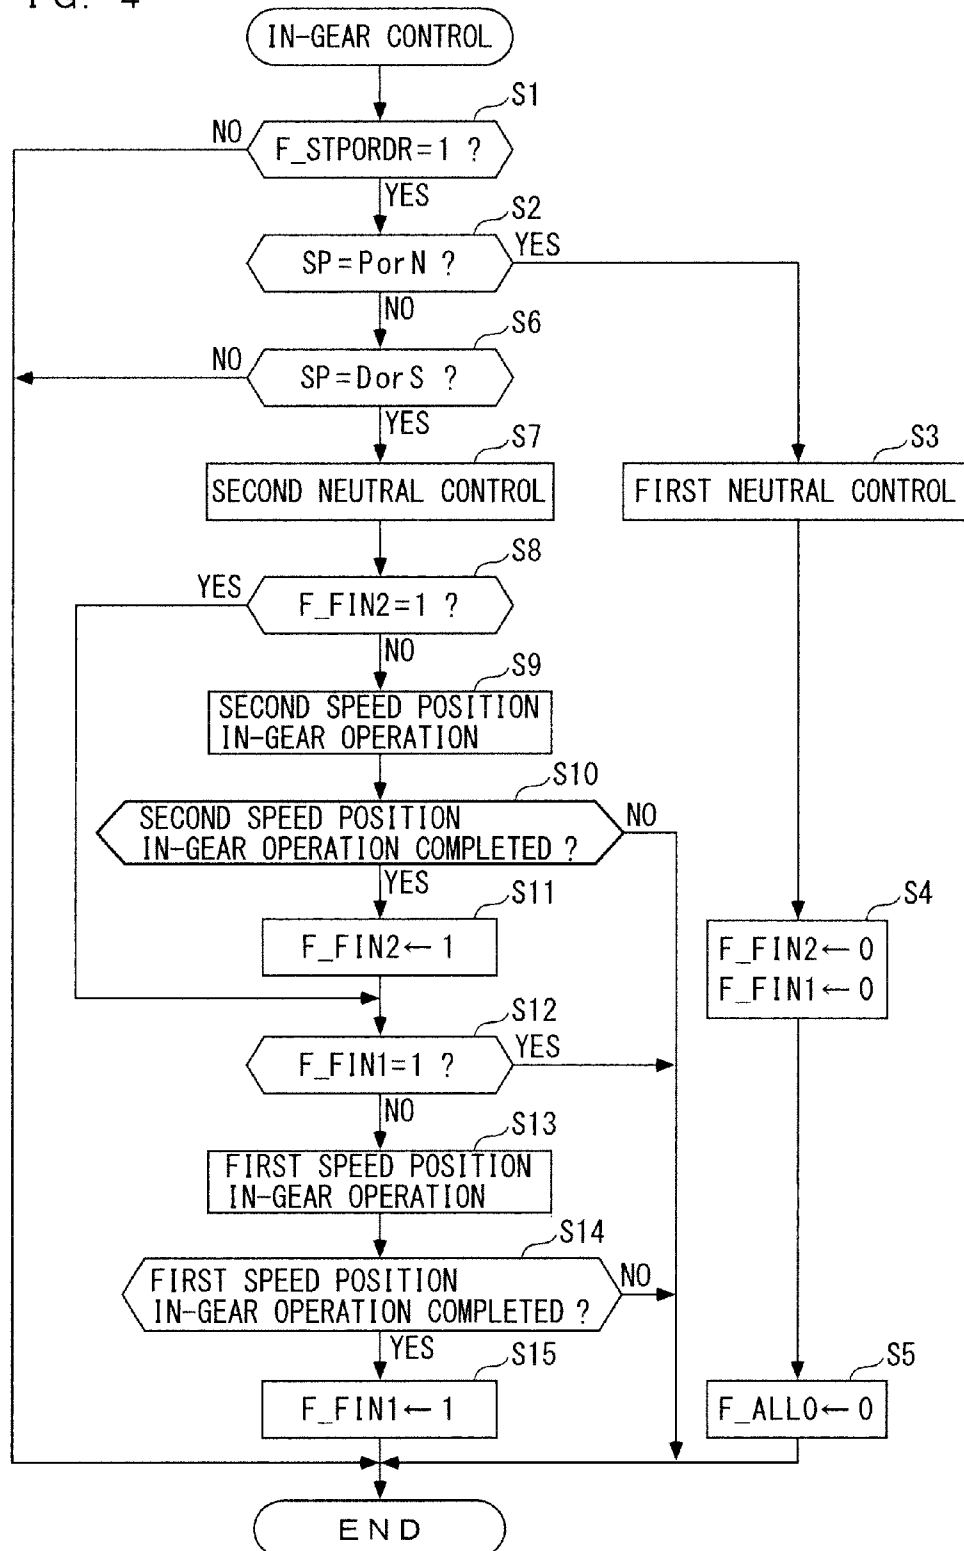 FG. 4
IN-GEAR CONTROL
S1
NO
F_STPORDR=1 ?
YES
S2
YES
SP=PorN ?
NO
S6
NO
SP=DorS ?
YES
S7
SECOND NEUTRAL CONTROL
S3
FIRST NEUTRAL CONTROL
S8
YES
F_FIN2=1 ?
NO
S9
SECOND SPEED POSITION
IN-GEAR OPERATION
S10
SECOND SPEED POSITION
IN-GEAR OPERATION COMPLETED ?
NO
YES
S11
F_FIN2←1
S4
F_FIN2←0
F_FIN1←0
S12
F_FIN1=1 ?
YES
NO
S13
FIRST SPEED POSITION
IN-GEAR OPERATION
S14
FIRST SPEED POSITION
IN-GEAR OPERATION COMPLETED ?
NO
YES
S15
F_FIN1←1
S5
F_ALLO←0
END